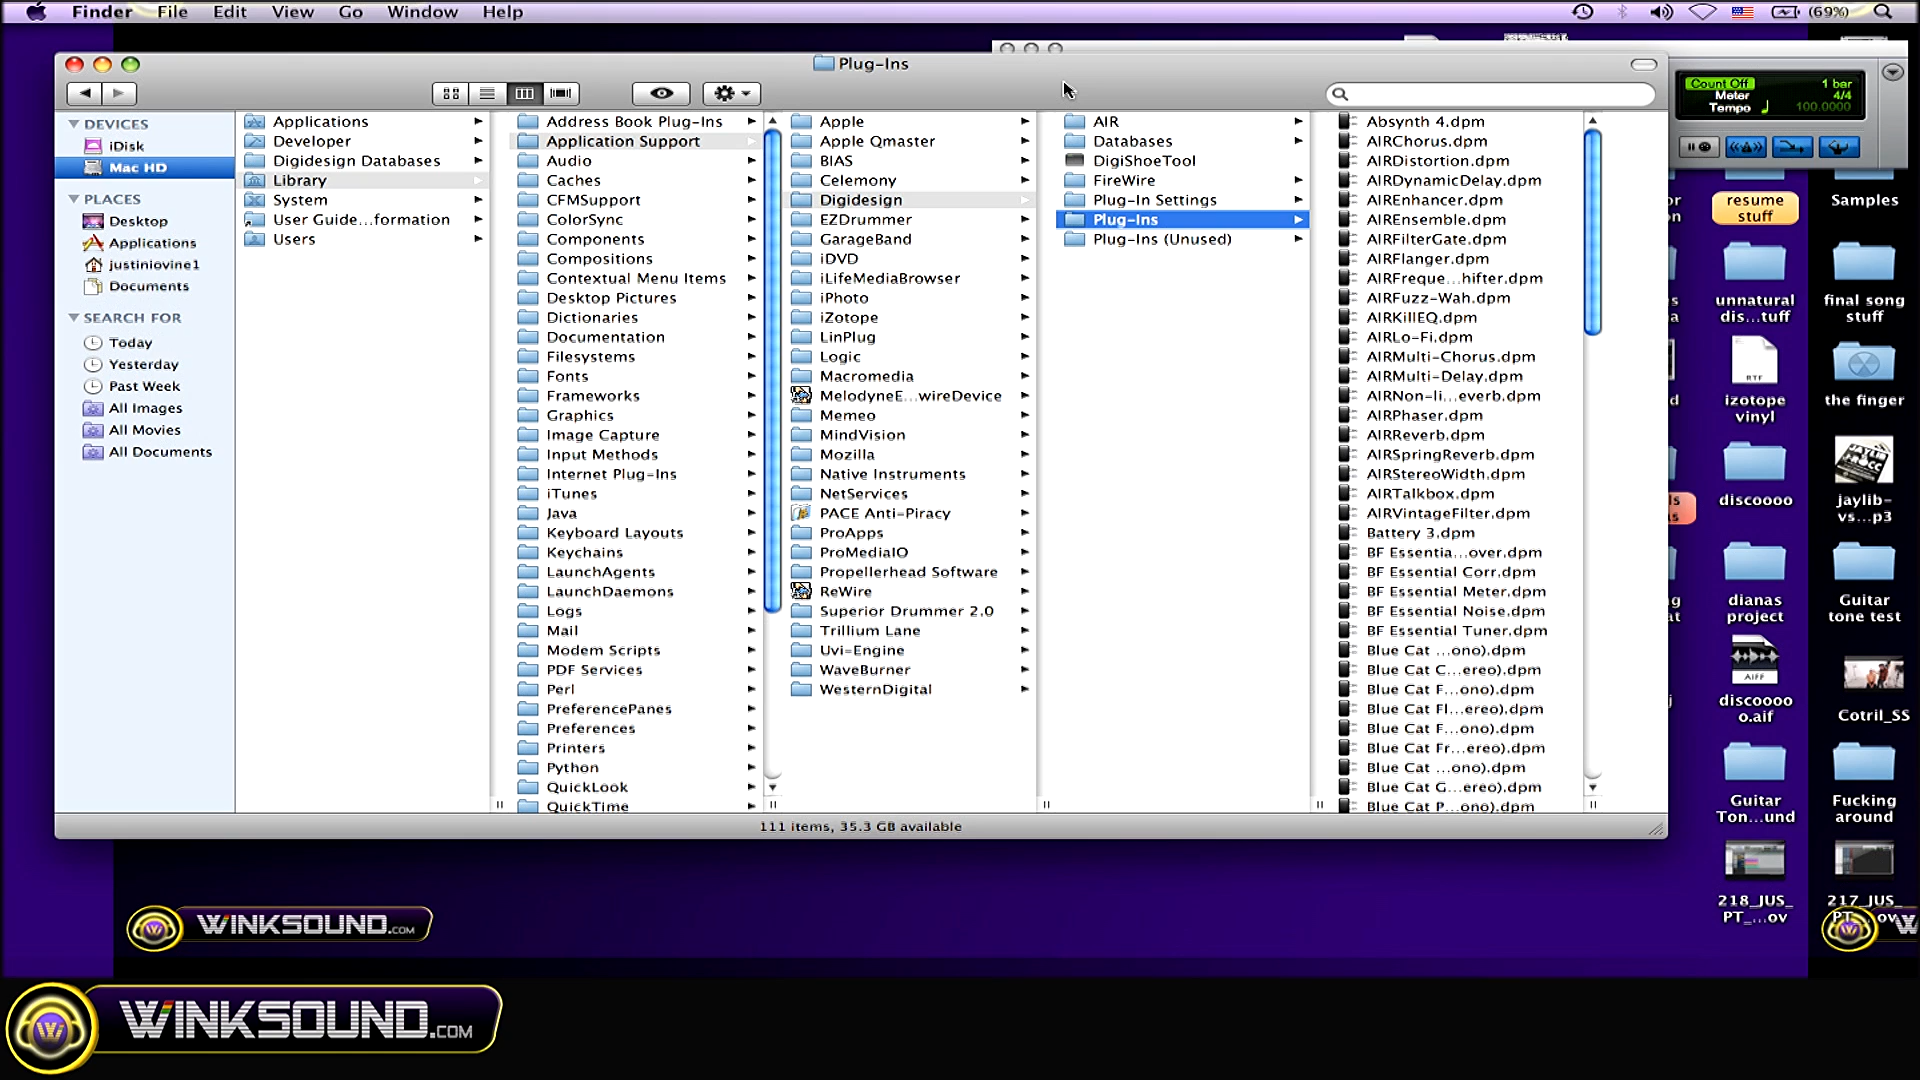 Finder File Edit View Go Window Help (69%)
Plug-Ins
Count Off 1 bar
Meter 4/4
Tempo 100.0000
DEVICES
iDisk
Mac HD
PLACES
Desktop
Applications
justiniovine1
Documents
SEARCH FOR
Today
Yesterday
Past Week
All Images
All Movies
All Documents
Applications
Developer
Digidesign Databases
Library
System
User Guide...formation
Users
Address Book Plug-Ins
Application Support
Audio
Caches
CFMSupport
ColorSync
Components
Compositions
Contextual Menu Items
Desktop Pictures
Dictionaries
Documentation
Filesystems
Fonts
Frameworks
Graphics
Image Capture
Input Methods
Internet Plug-Ins
iTunes
Java
Keyboard Layouts
Keychains
LaunchAgents
LaunchDaemons
Logs
Mail
Modem Scripts
PDF Services
Perl
PreferencePanes
Preferences
Printers
Python
QuickLook
QuickTime
Apple
Apple Qmaster
BIAS
Celemony
Digidesign
EZDrummer
GarageBand
iDVD
iLifeMediaBrowser
iPhoto
iZotope
LinPlug
Logic
Macromedia
MelodyneE...wireDevice
Memeo
MindVision
Mozilla
Native Instruments
NetServices
PACE Anti-Piracy
ProApps
ProMediaIO
Propellerhead Software
ReWire
Superior Drummer 2.0
Trillium Lane
Uvi-Engine
WaveBurner
WesternDigital
AIR
Databases
DigiShoeTool
FireWire
Plug-In Settings
Plug-Ins
Plug-Ins (Unused)
Absynth 4.dpm
AIRChorus.dpm
AIRDistortion.dpm
AIRDynamicDelay.dpm
AIREnhancer.dpm
AIREnsemble.dpm
AIRFilterGate.dpm
AIRFlanger.dpm
AIRFreque...hifter.dpm
AIRFuzz-Wah.dpm
AIRKillEQ.dpm
AIRLo-Fi.dpm
AIRMulti-Chorus.dpm
AIRMulti-Delay.dpm
AIRNon-li...everb.dpm
AIRPhaser.dpm
AIRReverb.dpm
AIRSpringReverb.dpm
AIRStereoWidth.dpm
AIRTalkbox.dpm
AIRVintageFilter.dpm
Battery 3.dpm
BF Essentia...over.dpm
BF Essential Corr.dpm
BF Essential Meter.dpm
BF Essential Noise.dpm
BF Essential Tuner.dpm
Blue Cat ...ono).dpm
Blue Cat C...ereo).dpm
Blue Cat F...ono).dpm
Blue Cat Fl...ereo).dpm
Blue Cat F...ono).dpm
Blue Cat Fr...ereo).dpm
Blue Cat ...ono).dpm
Blue Cat G...ereo).dpm
Blue Cat P...ono).dpm
111 items, 35.3 GB available
resume
stuff
Samples
unnatural
dis...tuff
final song
stuff
RTF
izotope
vinyl
the finger
discoooo
jaylib-
vs...p3
dianas
project
Guitar
tone test
AIFF
discoooo
o.aif
Cotril_SS
Guitar
Ton...und
Fucking
around
218_JUS_
PT_...ov
217_JUS_
PT_...ov
WINKSOUND.COM
WINKSOUND.COM